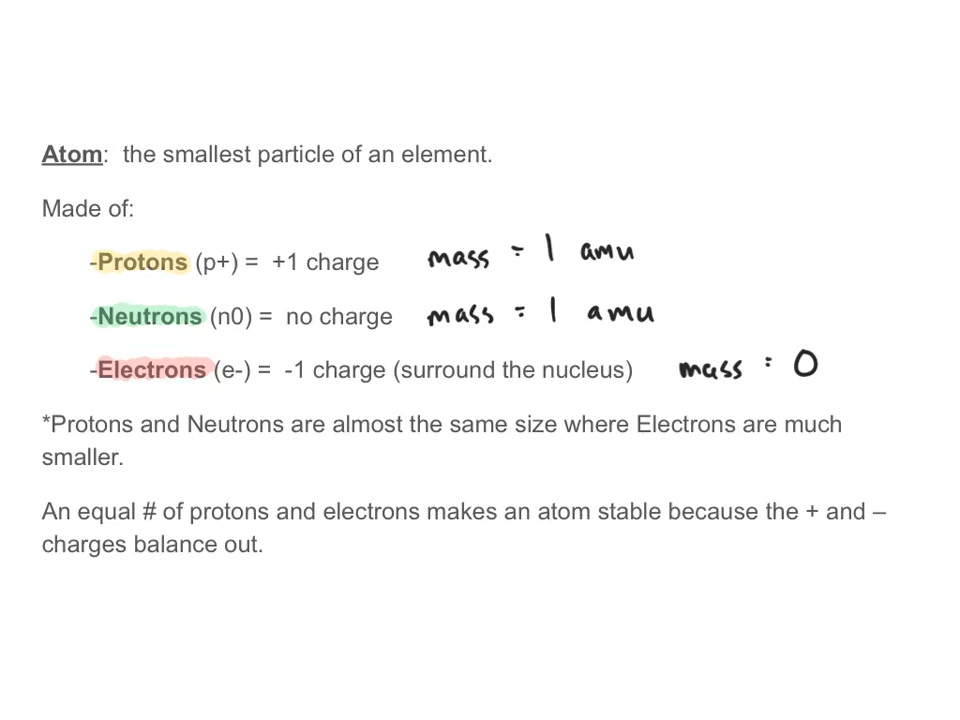 Atom: the smallest particle of an element.
Made of:
-Protons (p+) = +1 charge mass = 1 amu
-Neutrons (n0) = no charge mass = 1 amu
-Electrons (e-) = -1 charge (surround the nucleus) mass = 0
*Protons and Neutrons are almost the same size where Electrons are much
smaller.
An equal # of protons and electrons makes an atom stable because the + and –
charges balance out.